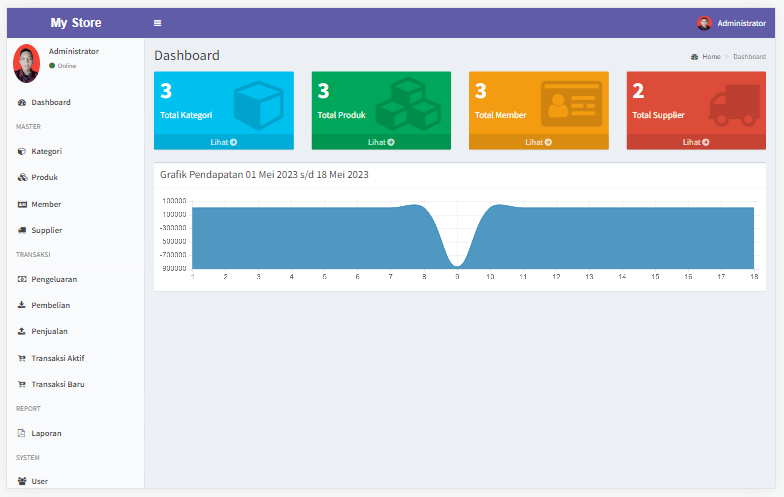 My Store
Administrator
Administrator
Online
Dashboard
MASTER
Kategori
Produk
Member
Supplier
TRANSAKSI
Pengeluaran
Pembelian
Penjualan
Transaksi Aktif
Transaksi Baru
REPORT
Laporan
SYSTEM
User
Dashboard
Home > Dashboard
3
Total Kategori
Lihat
3
Total Produk
Lihat
3
Total Member
Lihat
2
Total Supplier
Lihat
Grafik Pendapatan 01 Mei 2023 s/d 18 Mei 2023
100000
-100000
-300000
-500000
-700000
-900000
1 2 3 4 5 6 7 8 9 10 11 12 13 14 15 16 17 18